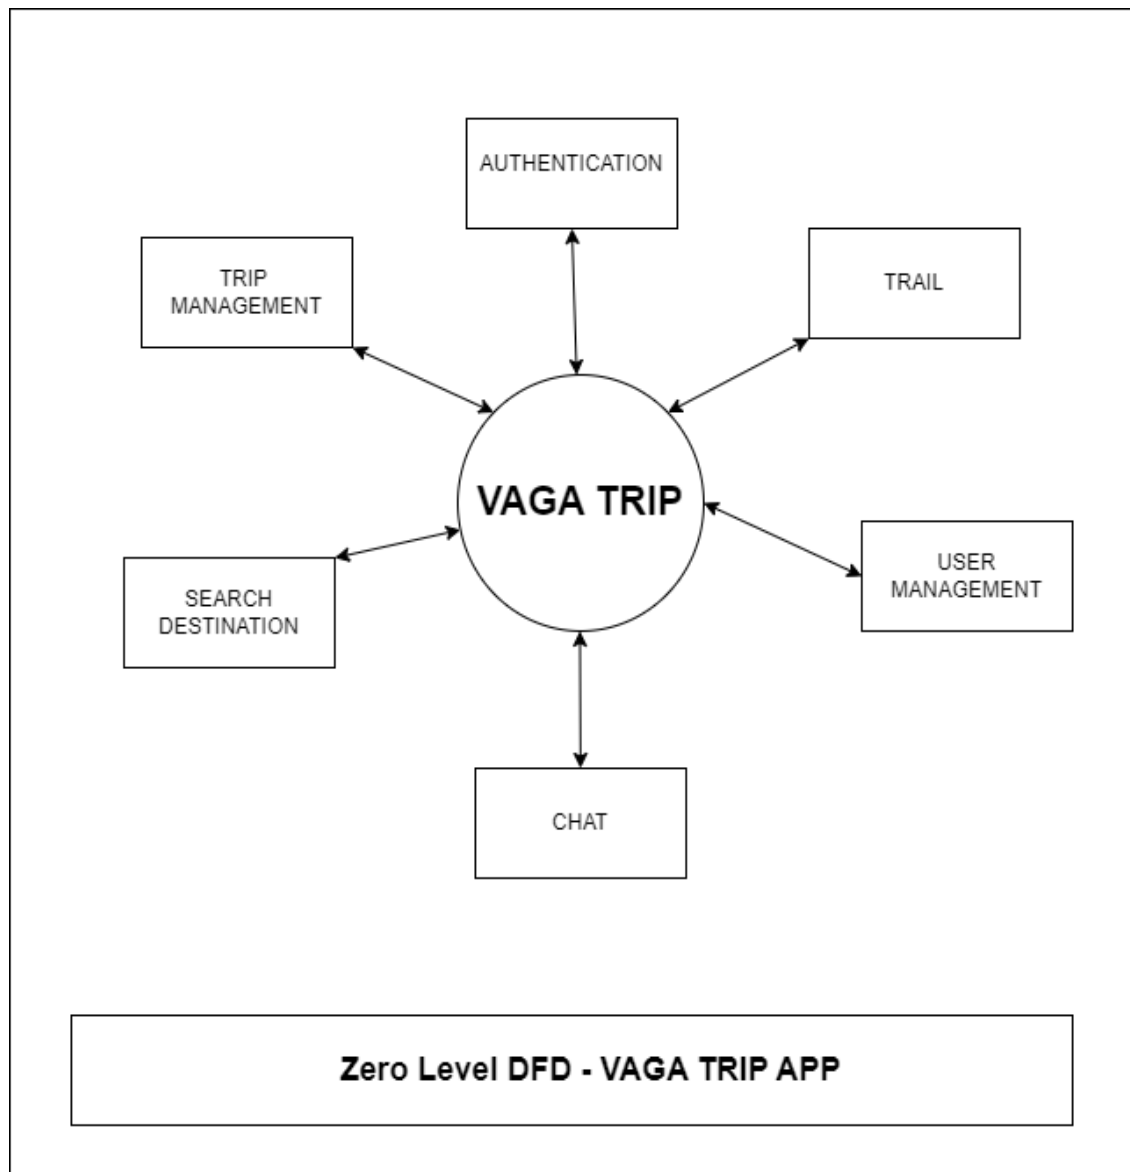 AUTHENTICATION
TRIP
MANAGEMENT
TRAIL
VAGA TRIP
SEARCH
DESTINATION
USER
MANAGEMENT
CHAT
Zero Level DFD - VAGA TRIP APP